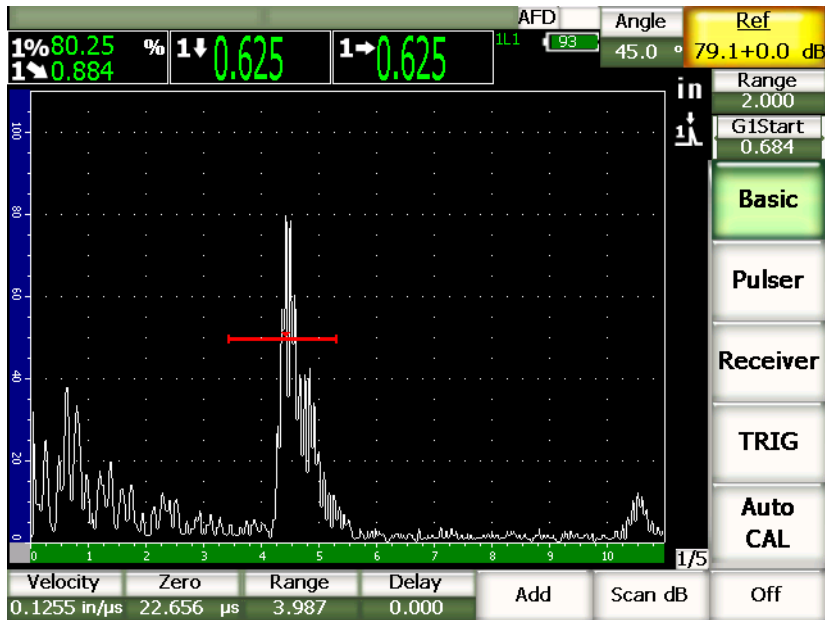 AFD Angle Ref
1%80.25 % 1 0.625 1 0.625 1L1 93 45.0 ° 79.1+0.0 dB
1 0.884
in Range
2.000
1 G1Start
0.684
100
80
60
40
20
0
Basic
Pulser
Receiver
TRIG
Auto
CAL
0 1 2 3 4 5 6 7 8 9 10 1/5
Velocity Zero Range Delay Add Scan dB Off
0.1255 in/µs 22.656 µs 3.987 0.000